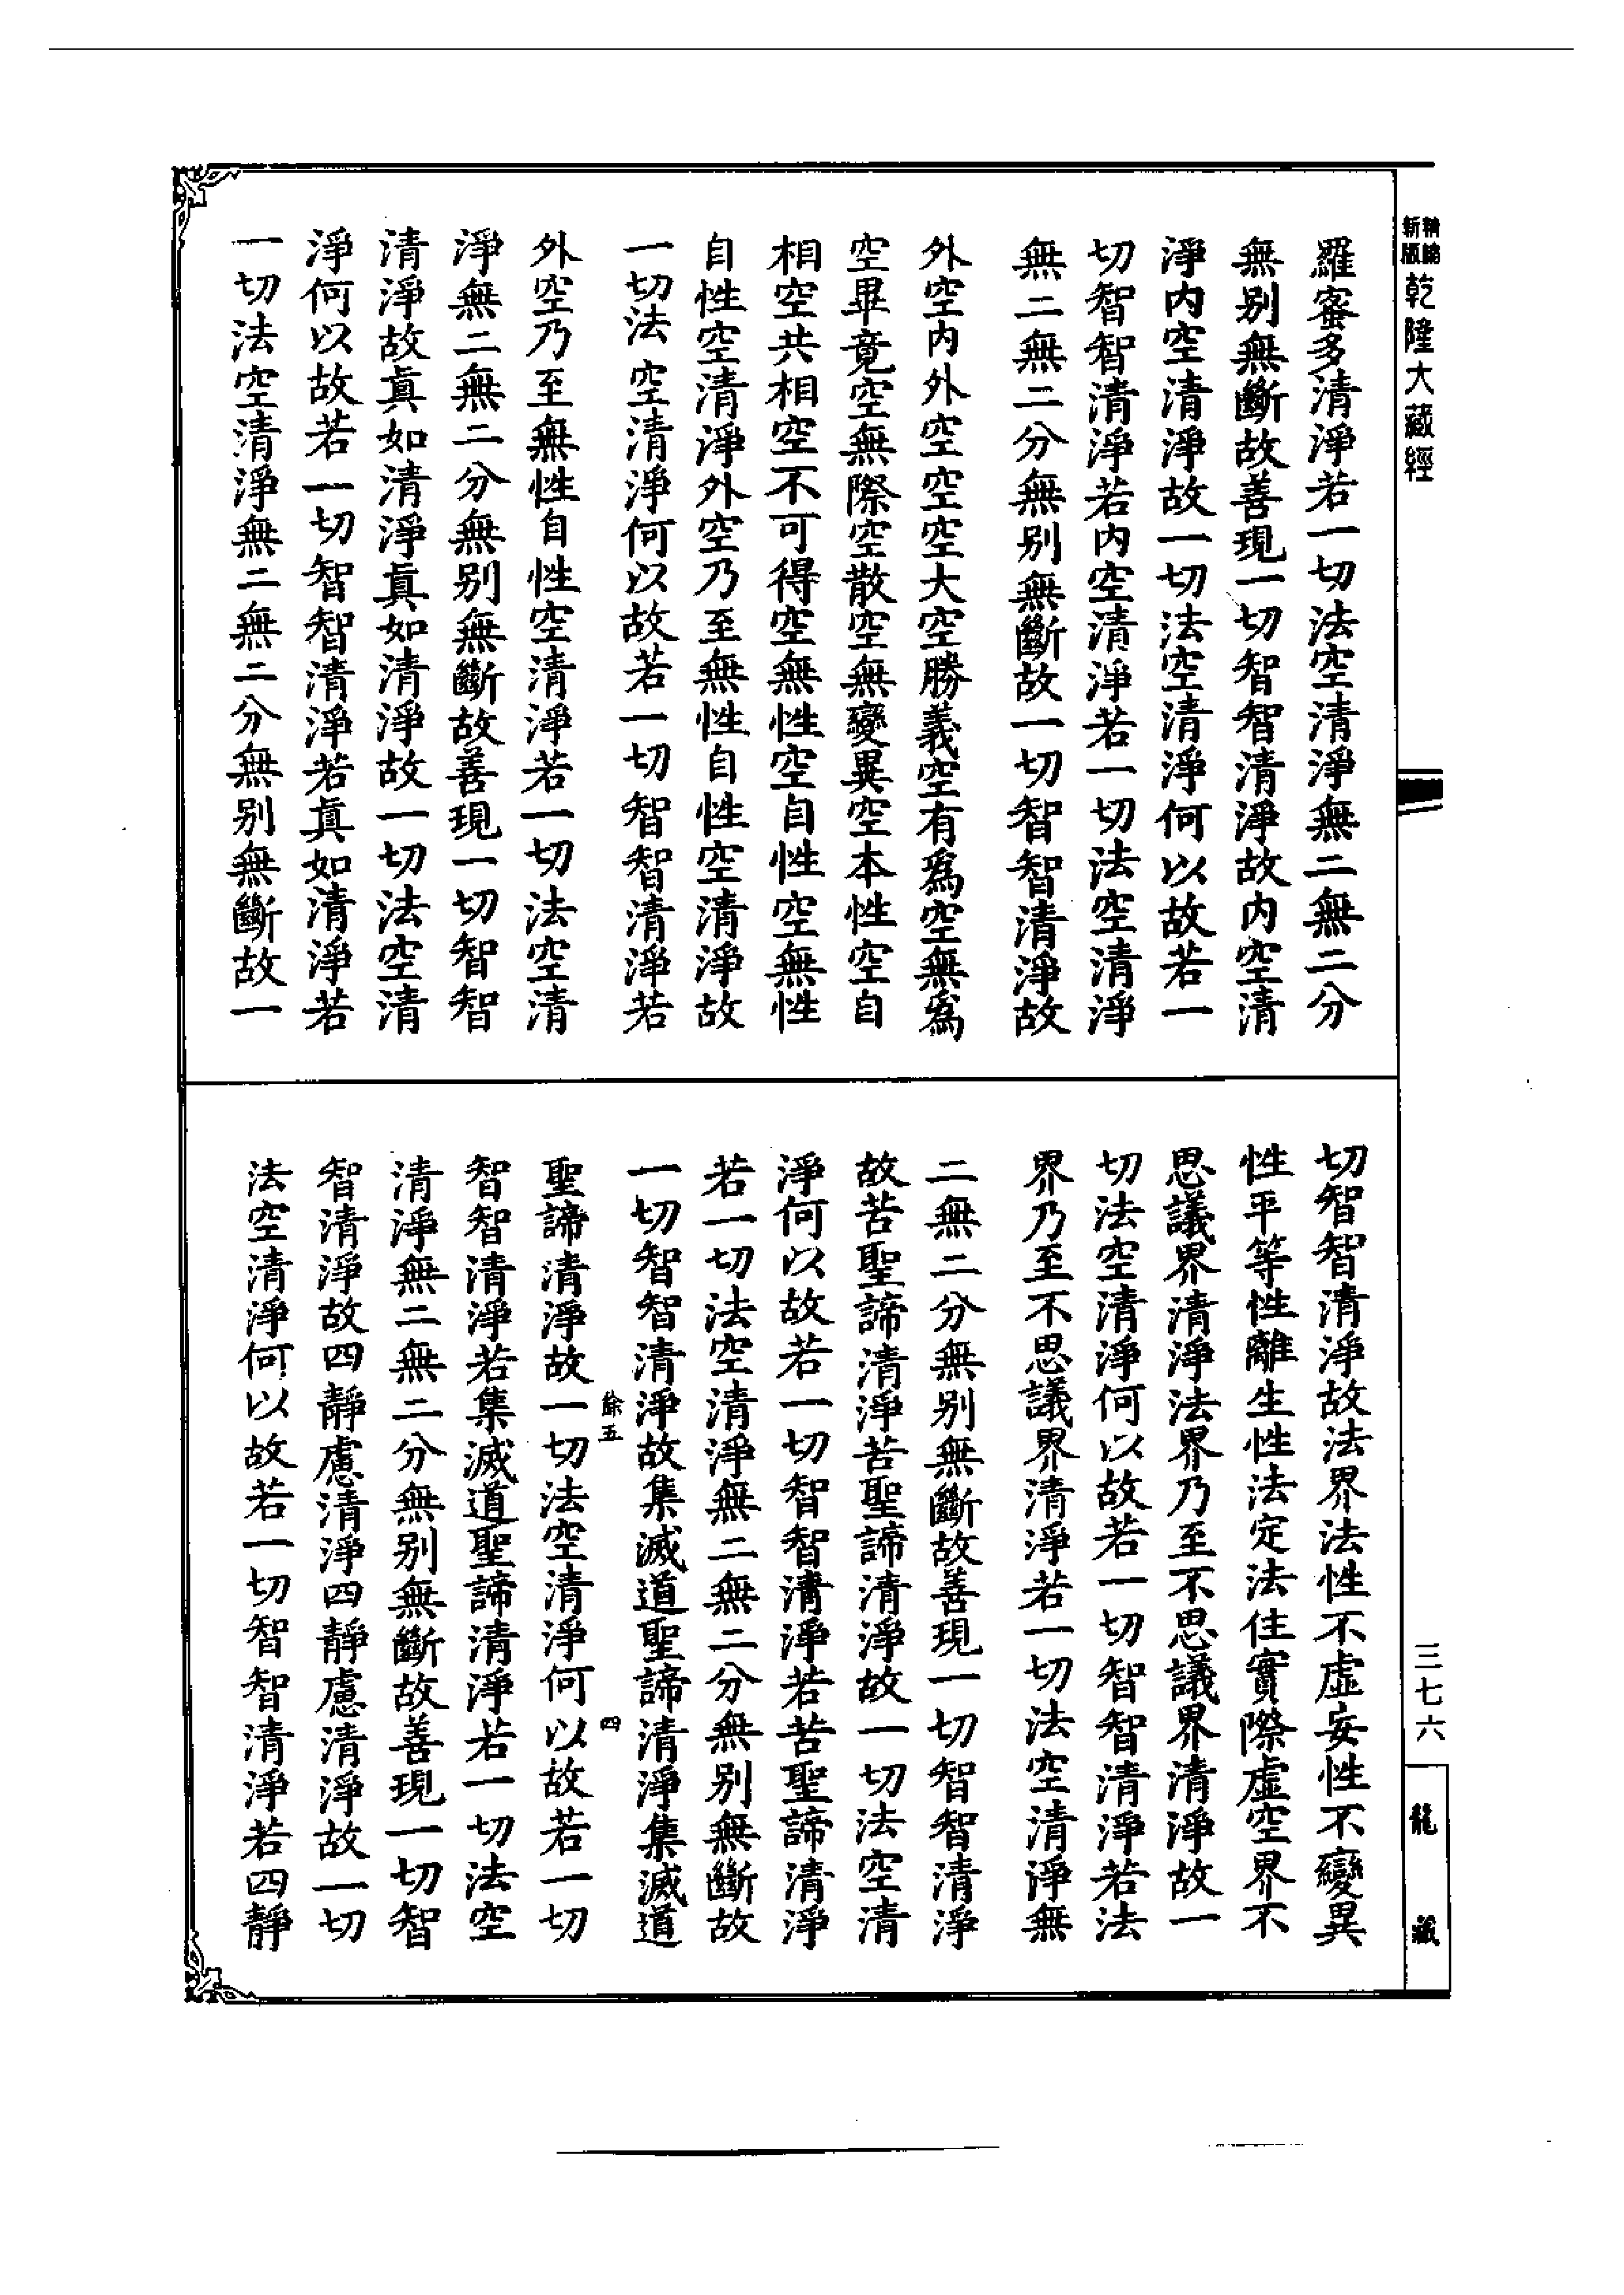 新版
精縮
乾隆大藏經
羅蜜多清淨若一切法空清淨無二無二分
無别無斷故善現一切智智清淨故内空清
淨内空清淨故一切法空清淨何以故若一
切智智清淨若内空清淨若一切法空清淨
無二無二分無别無斷故一切智智清淨故
外空内外空空空大空勝義空有爲空無爲
空畢竟空無際空散空無變異空本性空自
相空共相空不可得空無性空自性空無性
自性空清淨外空乃至無性自性空清淨故
一切法空清淨何以故若一切智智清淨若
外空乃至無性自性空清淨若一切法空清
淨無二無二分無别無斷故善現一切智智
清淨故眞如清淨眞如清淨故一切法空清
淨何以故若一切智智清淨若眞如清淨若
一切法空清淨無二無二分無别無斷故一
切智智清淨故法界法性不虛妄性不變異
性平等性離生性法定法住實際虛空界不
思議界清淨法界乃至不思議界清淨故一
切法空清淨何以故若一切智智清淨若法
界乃至不思議界清淨若一切法空清淨無
二無二分無别無斷故善現一切智智清淨
故苦聖諦清淨苦聖諦清淨故一切法空清
淨何以故若一切智智清淨若苦聖諦清淨
若一切法空清淨無二無二分無别無斷故
一切智智清淨故集滅道聖諦清淨集滅道
餘五
四
聖諦清淨故一切法空清淨何以故若一切
智智清淨若集滅道聖諦清淨若一切法空
清淨無二無二分無别無斷故善現一切智
智清淨故四靜慮清淨四靜慮清淨故一切
法空清淨何以故若一切智智清淨若四靜
三七六
龍藏